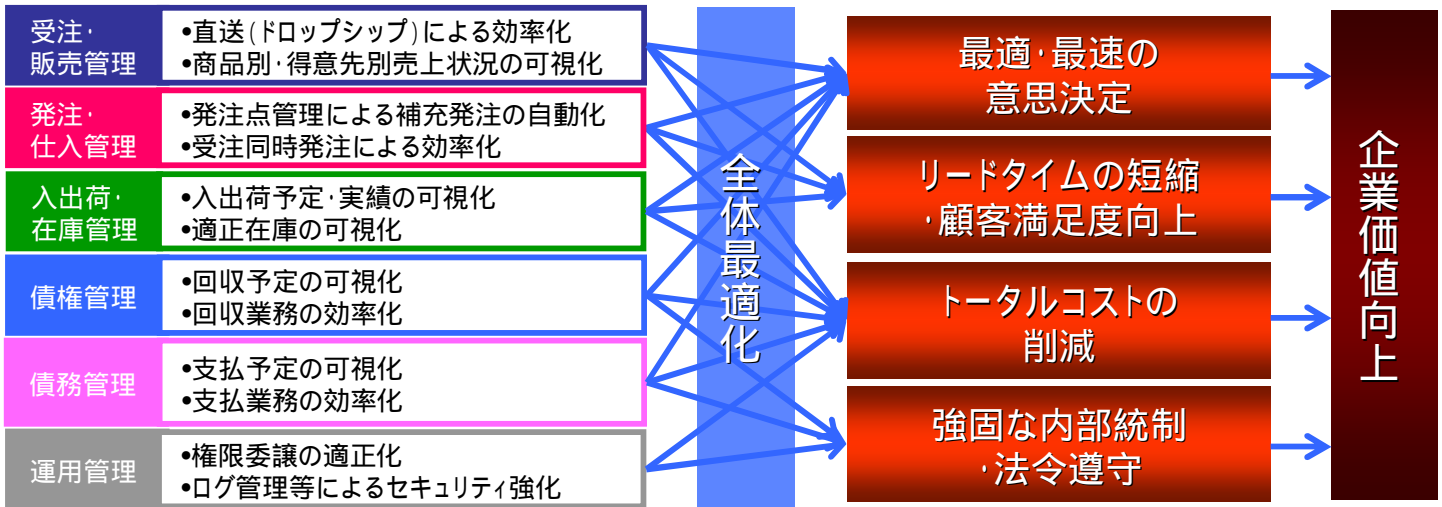 受注・
販売管理
•直送(ドロップシップ)による効率化
•商品別・得意先別売上状況の可視化
発注・
仕入管理
•発注点管理による補充発注の自動化
•受注同時発注による効率化
入出荷・
在庫管理
•入出荷予定・実績の可視化
•適正在庫の可視化
債権管理
•回収予定の可視化
•回収業務の効率化
債務管理
•支払予定の可視化
•支払業務の効率化
運用管理
•権限委譲の適正化
•ログ管理等によるセキュリティ強化
全体最適化
最適・最速の
意思決定
リードタイムの短縮
・顧客満足度向上
トータルコストの
削減
強固な内部統制
・法令遵守
企業価値向上